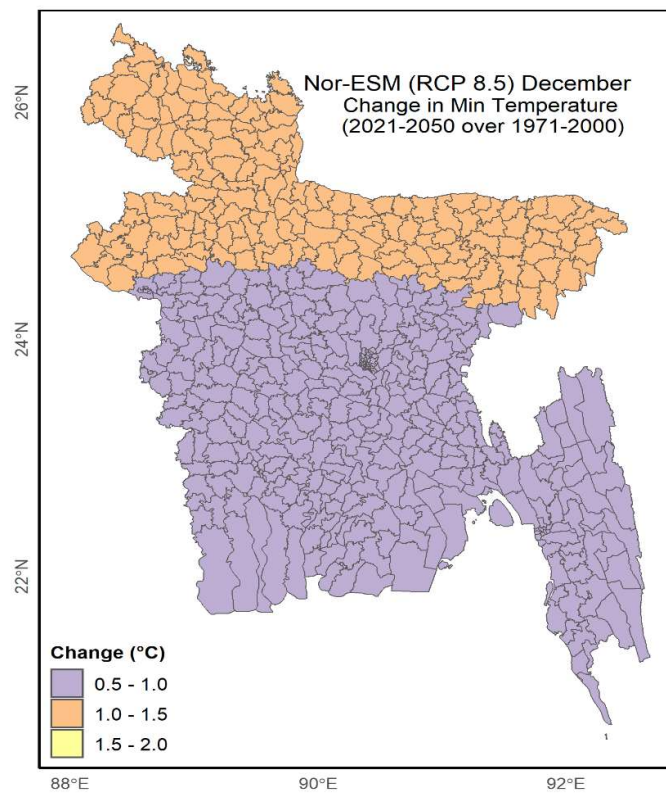 Nor-ESM (RCP 8.5) December
Change in Min Temperature
(2021-2050 over 1971-2000)
26°N
24°N
22°N
Change (°C)
0.5 - 1.0
1.0 - 1.5
1.5 - 2.0
88°E
90°E
92°E